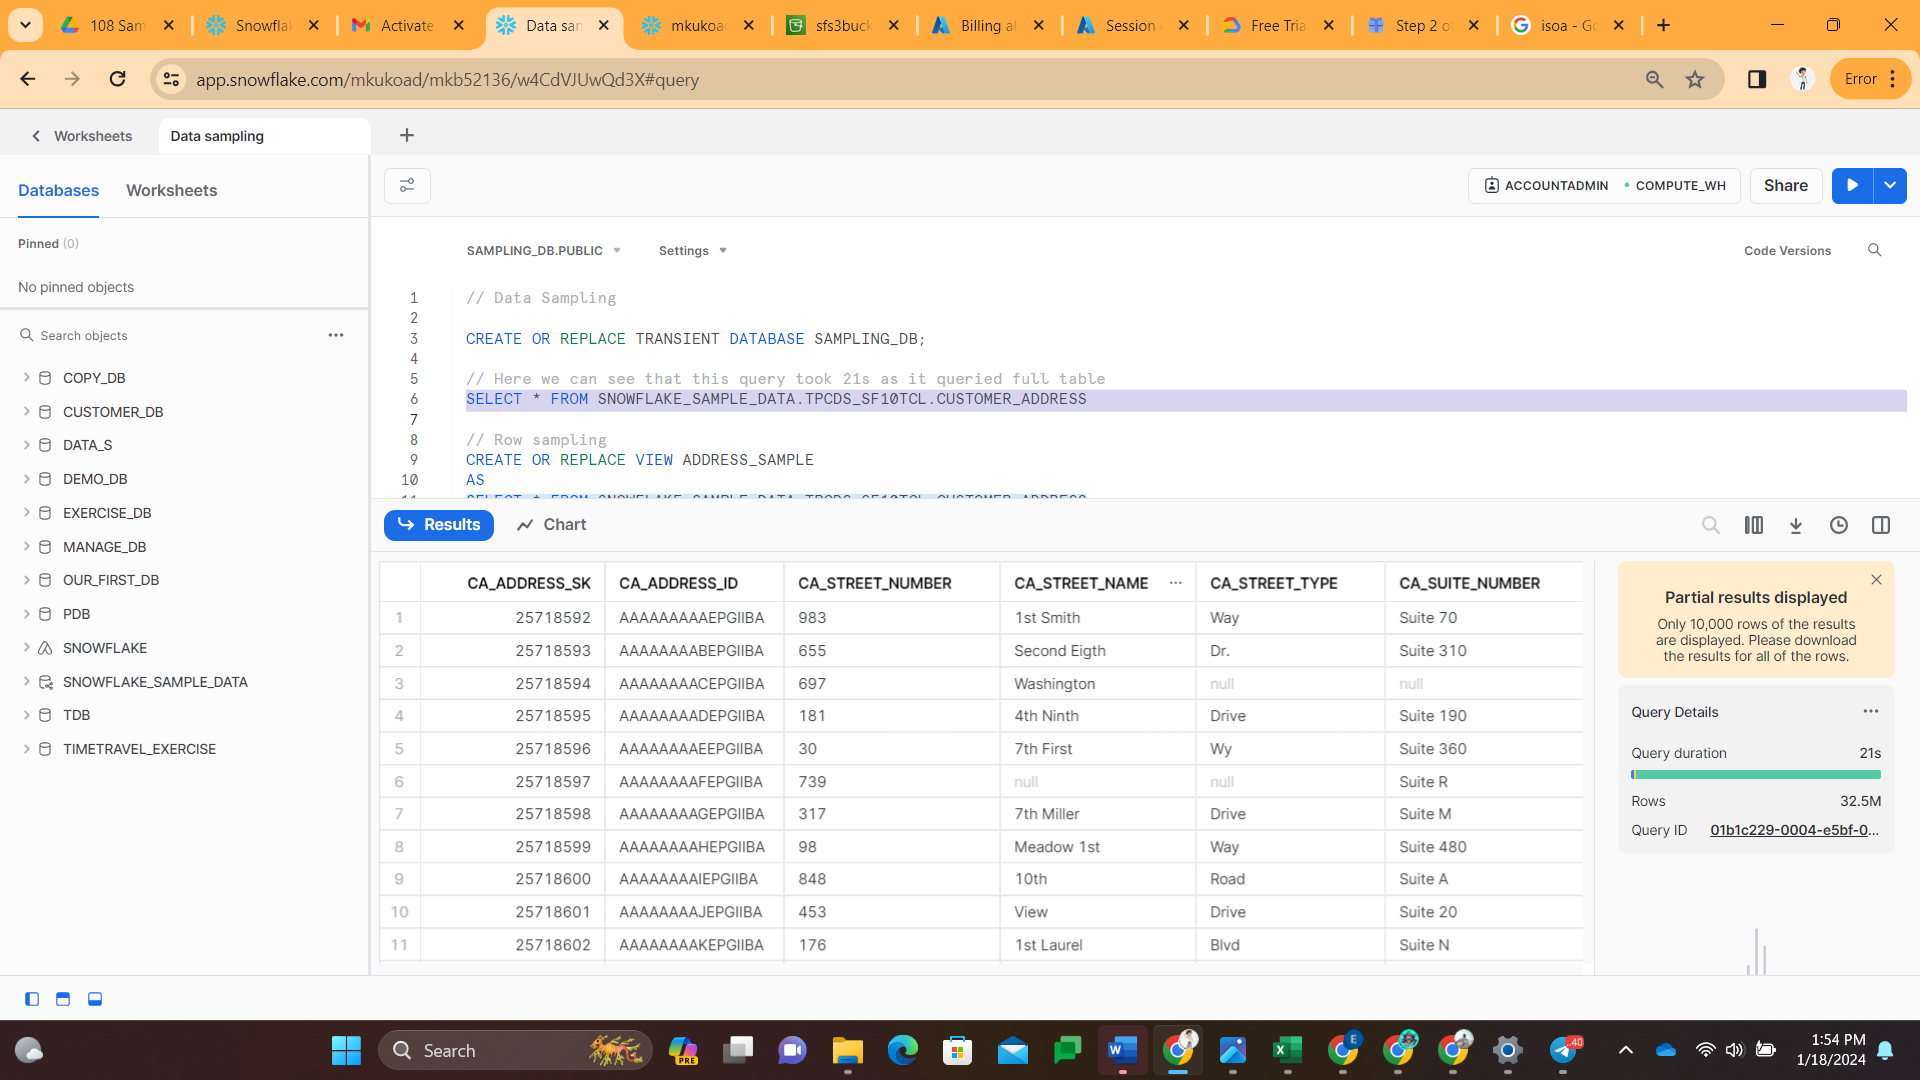 108 Sam
Snowfla
Activate
Data san
mkukoad
sfs3buck
Billing al
Session
Free Tria
Step 2 o
isoa - Go
app.snowflake.com/mkukoad/mkb52136/w4CdVJUwQd3X#query
Error
Worksheets
Data sampling
Databases
Worksheets
ACCOUNTADMIN
COMPUTE_WH
Share
Pinned (0)
No pinned objects
SAMPLING_DB.PUBLIC
Settings
Code Versions
Search objects
COPY_DB
CUSTOMER_DB
DATA_S
DEMO_DB
EXERCISE_DB
MANAGE_DB
OUR_FIRST_DB
PDB
SNOWFLAKE
SNOWFLAKE_SAMPLE_DATA
TDB
TIMETRAVEL_EXERCISE
1 // Data Sampling
2
3 CREATE OR REPLACE TRANSIENT DATABASE SAMPLING_DB;
4
5 // Here we can see that this query took 21s as it queried full table
6 SELECT * FROM SNOWFLAKE_SAMPLE_DATA.TPCDS_SF10TCL.CUSTOMER_ADDRESS
7
8 // Row sampling
9 CREATE OR REPLACE VIEW ADDRESS_SAMPLE
10 AS
11 SELECT * FROM SNOWFLAKE_SAMPLE_DATA.TPCDS_SF10TCL.CUSTOMER_ADDRESS
Results
Chart
CA_ADDRESS_SK CA_ADDRESS_ID CA_STREET_NUMBER CA_STREET_NAME ... CA_STREET_TYPE CA_SUITE_NUMBER
1 25718592 AAAAAAAAAEPGIIBA 983 1st Smith Way Suite 70
2 25718593 AAAAAAAABEPGIIBA 655 Second Eigth Dr. Suite 310
3 25718594 AAAAAAAACEPGIIBA 697 Washington null null
4 25718595 AAAAAAAADEPGIIBA 181 4th Ninth Drive Suite 190
5 25718596 AAAAAAAAEEPGIIBA 30 7th First Wy Suite 360
6 25718597 AAAAAAAAFEPGIIBA 739 null null Suite R
7 25718598 AAAAAAAAGEPGIIBA 317 7th Miller Drive Suite M
8 25718599 AAAAAAAAHEPGIIBA 98 Meadow 1st Way Suite 480
9 25718600 AAAAAAAAIEPGIIBA 848 10th Road Suite A
10 25718601 AAAAAAAAJEPGIIBA 453 View Drive Suite 20
11 25718602 AAAAAAAAKEPGIIBA 176 1st Laurel Blvd Suite N
Partial results displayed
Only 10,000 rows of the results
are displayed. Please download
the results for all of the rows.
Query Details
Query duration 21s
Rows 32.5M
Query ID 01b1c229-0004-e5bf-0...
Search
PRE
E
40
1:54 PM
1/18/2024